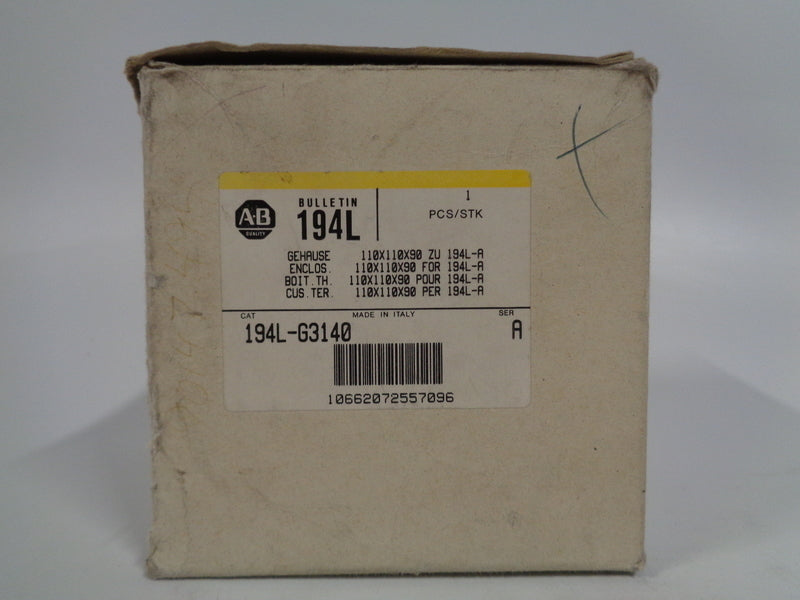 A-B
QUALITY
BULLETIN
194L
1
PCS/STK
GEHAUSE 110X110X90 ZU 194L-A
ENCLOS. 110X110X90 FOR 194L-A
BOIT.TH. 110X110X90 POUR 194L-A
CUS.TER. 110X110X90 PER 194L-A
CAT MADE IN ITALY SER
194L-G3140 A
10662072557096